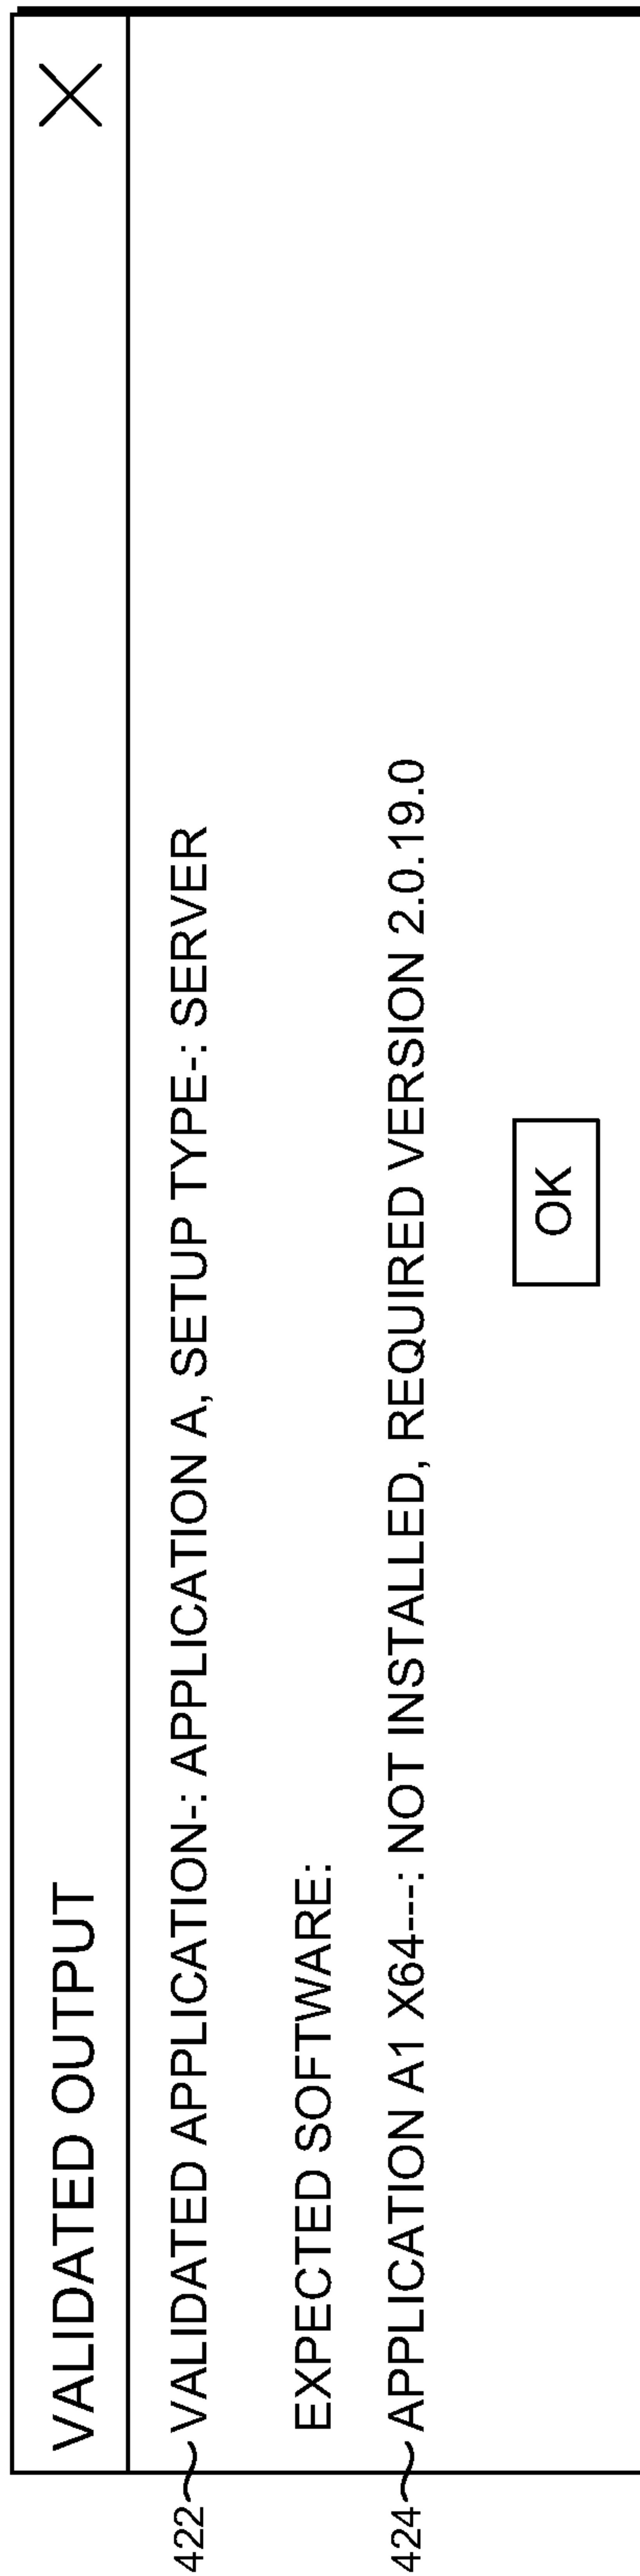 VALIDATED OUTPUT
422 VALIDATED APPLICATION-: APPLICATION A, SETUP TYPE-: SERVER
EXPECTED SOFTWARE:
424 APPLICATION A1 X64---: NOT INSTALLED, REQUIRED VERSION 2.0.19.0
OK